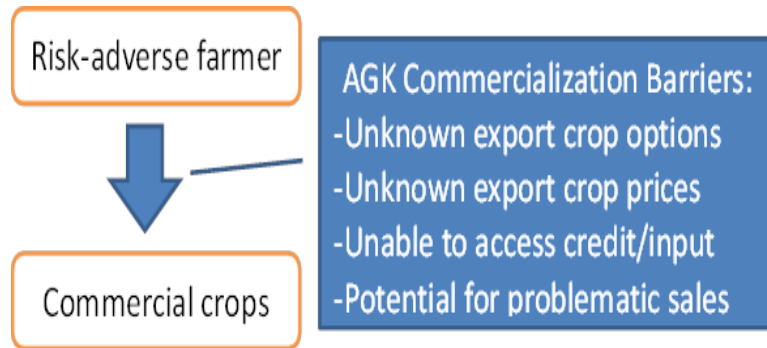 Risk-adverse farmer
AGK Commercialization Barriers:
-Unknown export crop options
-Unknown export crop prices
-Unable to access credit/input
-Potential for problematic sales
Commercial crops